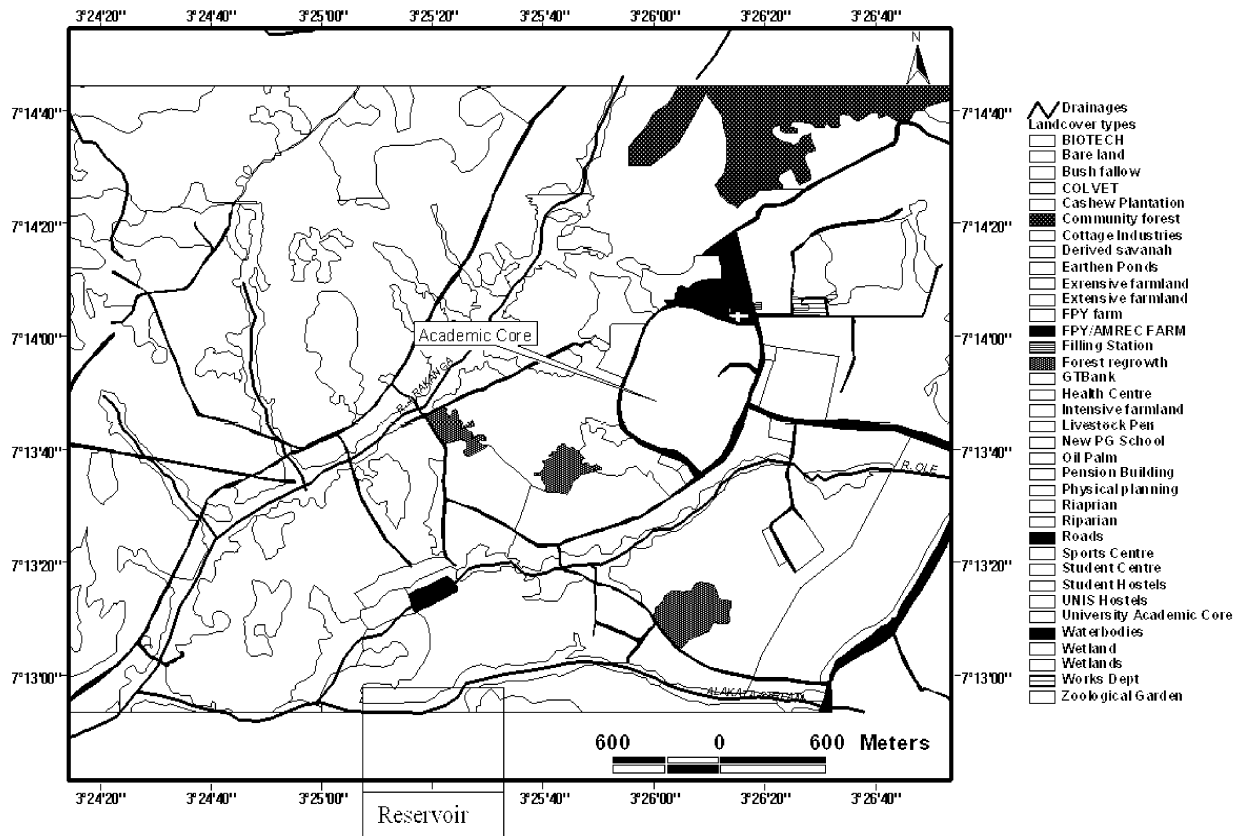 3°24'20" 3°24'40" 3°25'00" 3°25'20" 3°25'40" 3°26'00" 3°26'20" 3°26'40"
N
7°14'40" 7°14'40"
7°14'20" 7°14'20"
7°14'00" 7°14'00"
7°13'40" 7°13'40"
7°13'20" 7°13'20"
7°13'00" 7°13'00"
Academic Core
R. OLE
600 0 600 Meters
3°24'20" 3°24'40" 3°25'00" 3°25'20" 3°25'40" 3°26'00" 3°26'20" 3°26'40"
Reservoir
Drainages
Landcover types
BIOTECH
Bare land
Bush fallow
COLVET
Cashew Plantation
Community forest
Cottage Industries
Derived savanah
Earthen Ponds
Exrensive farmland
Extensive farmland
FPY farm
FPY/AMREC FARM
Filling Station
Forest regrowth
GTBank
Health Centre
Intensive farmland
Livestock Pen
New PG School
Oil Palm
Pension Building
Physical planning
Riaprian
Riparian
Roads
Sports Centre
Student Centre
Student Hostels
UNIS Hostels
University Academic Core
Waterbodies
Wetland
Wetlands
Works Dept
Zoological Garden